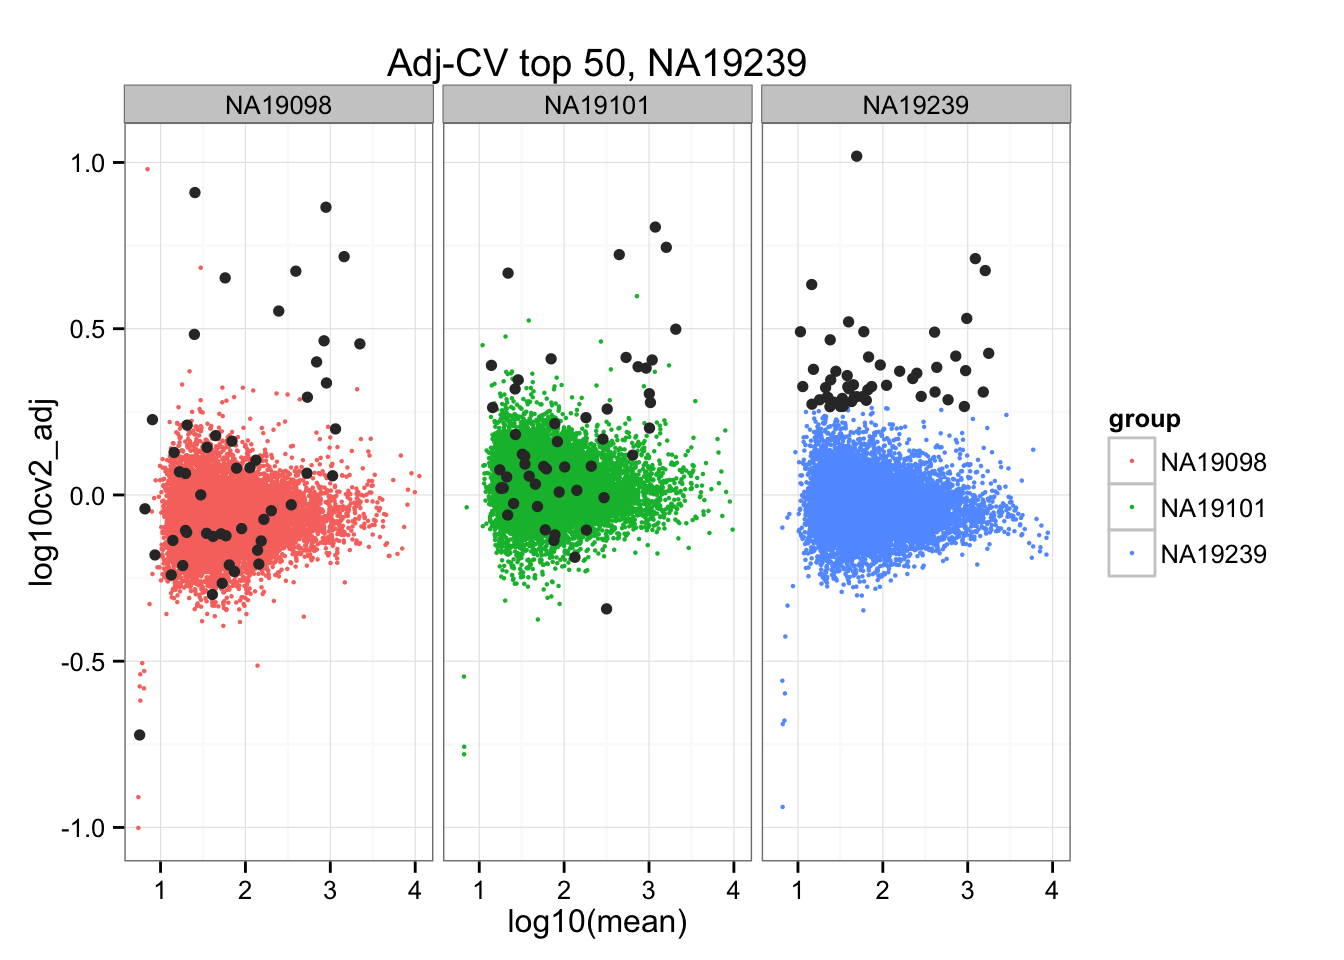 Adj-CV top 50, NA19239
NA19098 NA19101 NA19239
1.0
0.5
0.0
-0.5
-1.0
log10cv2_adj
1 2 3 4 1 2 3 4 1 2 3 4
log10(mean)
group
NA19098
NA19101
NA19239